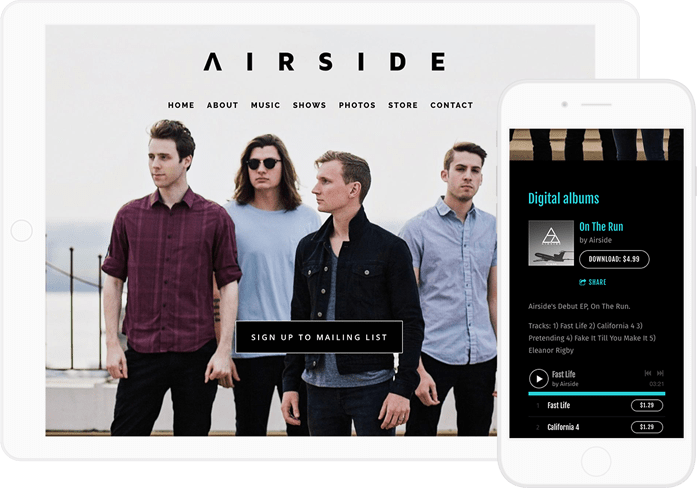 AIRSIDE
HOME ABOUT MUSIC SHOWS PHOTOS STORE CONTACT
SIGN UP TO MAILING LIST
Digital albums
On The Run
by Airside
DOWNLOAD: $4.99
SHARE
Airside's Debut EP, On The Run.
Tracks: 1) Fast Life 2) California 4 3)
Pretending 4) Fake It Till You Make It 5)
Eleanor Rigby
Fast Life
by Airside 03:21
1 Fast Life $1.29
2 California 4 $1.29